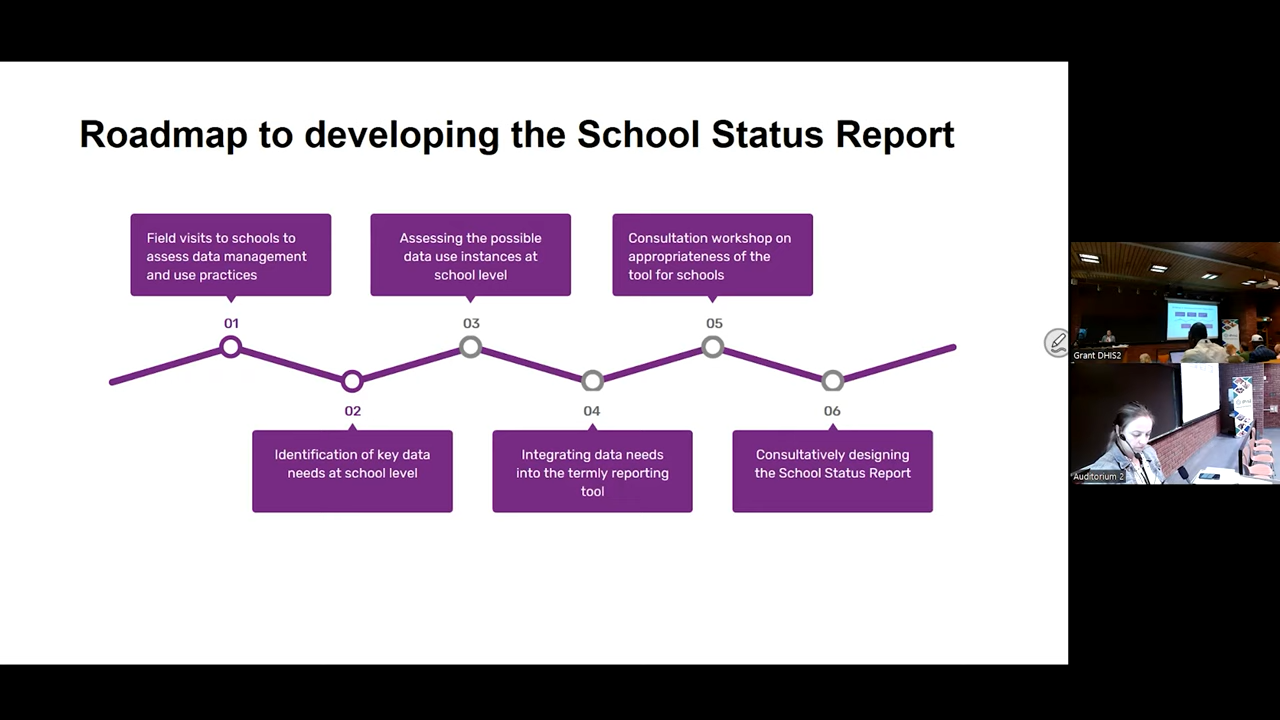 Roadmap to developing the School Status Report
Field visits to schools to
assess data management
and use practices
Assessing the possible
data use instances at
school level
Consultation workshop on
appropriateness of the
tool for schools
01
03
05
02
04
06
Identification of key data
needs at school level
Integrating data needs
into the termly reporting
tool
Consultatively designing
the School Status Report
Grant DHIS2
Auditorium 2